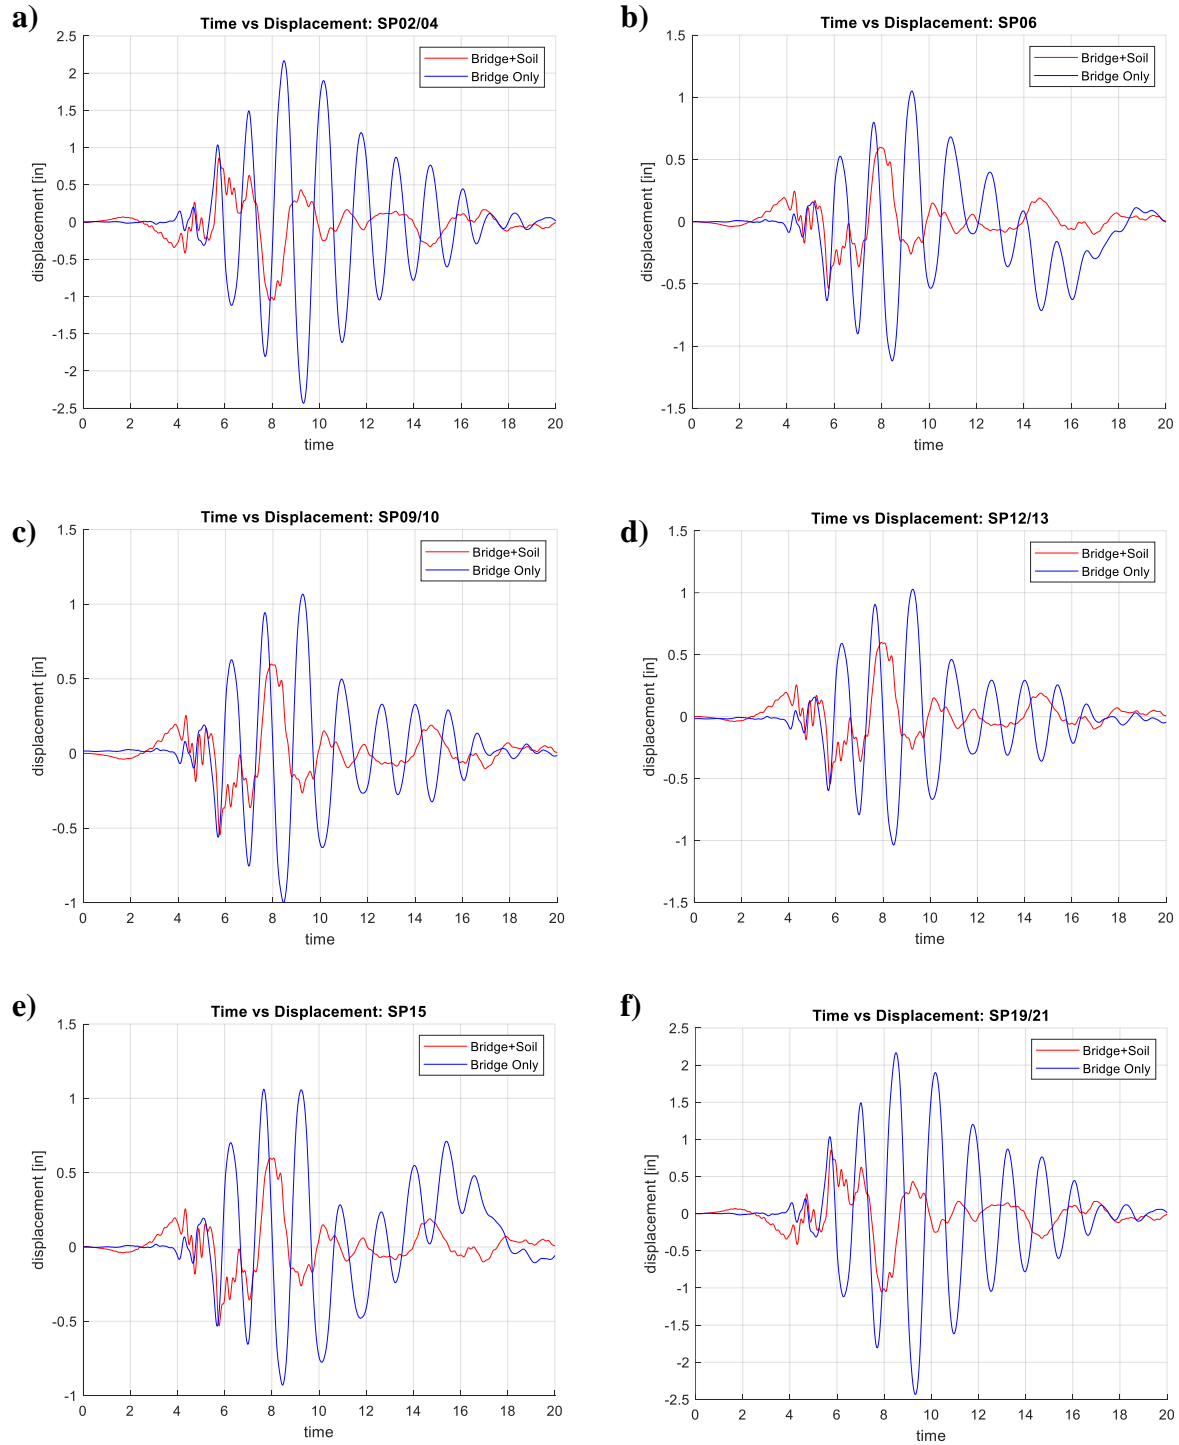 a)
Time vs Displacement: SP02/04
Bridge+Soil
Bridge Only
displacement [in]
2.5
2
1.5
1
0.5
0
-0.5
-1
-1.5
-2
-2.5
0 2 4 6 8 10 12 14 16 18 20
time
b)
Time vs Displacement: SP06
Bridge+Soil
Bridge Only
displacement [in]
1.5
1
0.5
0
-0.5
-1
-1.5
0 2 4 6 8 10 12 14 16 18 20
time
c)
Time vs Displacement: SP09/10
Bridge+Soil
Bridge Only
displacement [in]
1.5
1
0.5
0
-0.5
-1
0 2 4 6 8 10 12 14 16 18 20
time
d)
Time vs Displacement: SP12/13
Bridge+Soil
Bridge Only
displacement [in]
1.5
1
0.5
0
-0.5
-1
-1.5
0 2 4 6 8 10 12 14 16 18 20
time
e)
Time vs Displacement: SP15
Bridge+Soil
Bridge Only
displacement [in]
1.5
1
0.5
0
-0.5
-1
0 2 4 6 8 10 12 14 16 18 20
time
f)
Time vs Displacement: SP19/21
Bridge+Soil
Bridge Only
displacement [in]
2.5
2
1.5
1
0.5
0
-0.5
-1
-1.5
-2
-2.5
0 2 4 6 8 10 12 14 16 18 20
time